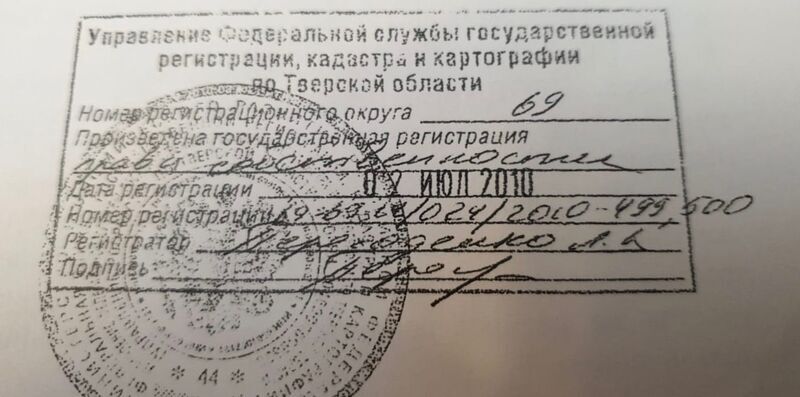 Управление Федеральной службы государственной
регистрации, кадастра и картографии
по Тверской области
Номер регистрационного округа 69
Произведена государственная регистрация
права собственности
Дата регистрации 02 ИЮЛ 2010
Номер регистрации 69-69-/024/2010-499,500
Регистратор
Подпись
* 44 *